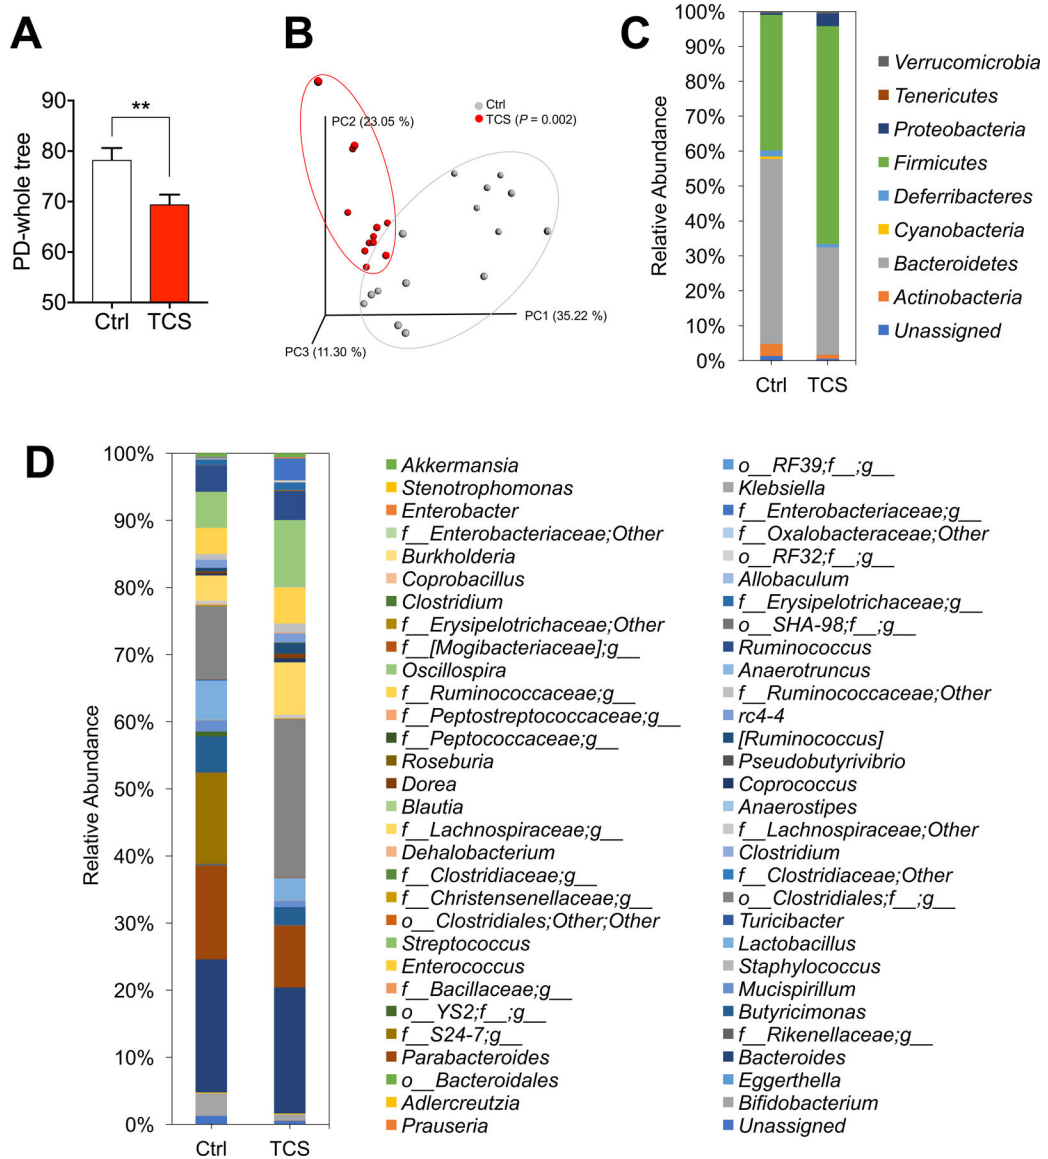 A
PD-whole tree
90
80
70
60
50
**
Ctrl
TCS
B
PC2 (23.05 %)
Ctrl
TCS (P = 0.002)
PC1 (35.22 %)
PC3 (11.30 %)
C
Relative Abundance
100%
90%
80%
70%
60%
50%
40%
30%
20%
10%
0%
Ctrl
TCS
Verrucomicrobia
Tenericutes
Proteobacteria
Firmicutes
Deferribacteres
Cyanobacteria
Bacteroidetes
Actinobacteria
Unassigned
D
Relative Abundance
100%
90%
80%
70%
60%
50%
40%
30%
20%
10%
0%
Ctrl
TCS
Akkermansia
Stenotrophomonas
Enterobacter
f__Enterobacteriaceae;Other
Burkholderia
Coprobacillus
Clostridium
f__Erysipelotrichaceae;Other
f__[Mogibacteriaceae];g__
Oscillospira
f__Ruminococcaceae;g__
f__Peptostreptococcaceae;g__
f__Peptococcaceae;g__
Roseburia
Dorea
Blautia
f__Lachnospiraceae;g__
Dehalobacterium
f__Clostridiaceae;g__
f__Christensenellaceae;g__
o__Clostridiales;Other;Other
Streptococcus
Enterococcus
f__Bacillaceae;g__
o__YS2;f__;g__
f__S24-7;g__
Parabacteroides
o__Bacteroidales
Adlercreutzia
Prauseria
o__RF39;f__;g__
Klebsiella
f__Enterobacteriaceae;g__
f__Oxalobacteraceae;Other
o__RF32;f__;g__
Allobaculum
f__Erysipelotrichaceae;g__
o__SHA-98;f__;g__
Ruminococcus
Anaerotruncus
f__Ruminococcaceae;Other
rc4-4
[Ruminococcus]
Pseudobutyrivibrio
Coprococcus
Anaerostipes
f__Lachnospiraceae;Other
Clostridium
f__Clostridiaceae;Other
o__Clostridiales;f__;g__
Turicibacter
Lactobacillus
Staphylococcus
Mucispirillum
Butyricimonas
f__Rikenellaceae;g__
Bacteroides
Eggerthella
Bifidobacterium
Unassigned